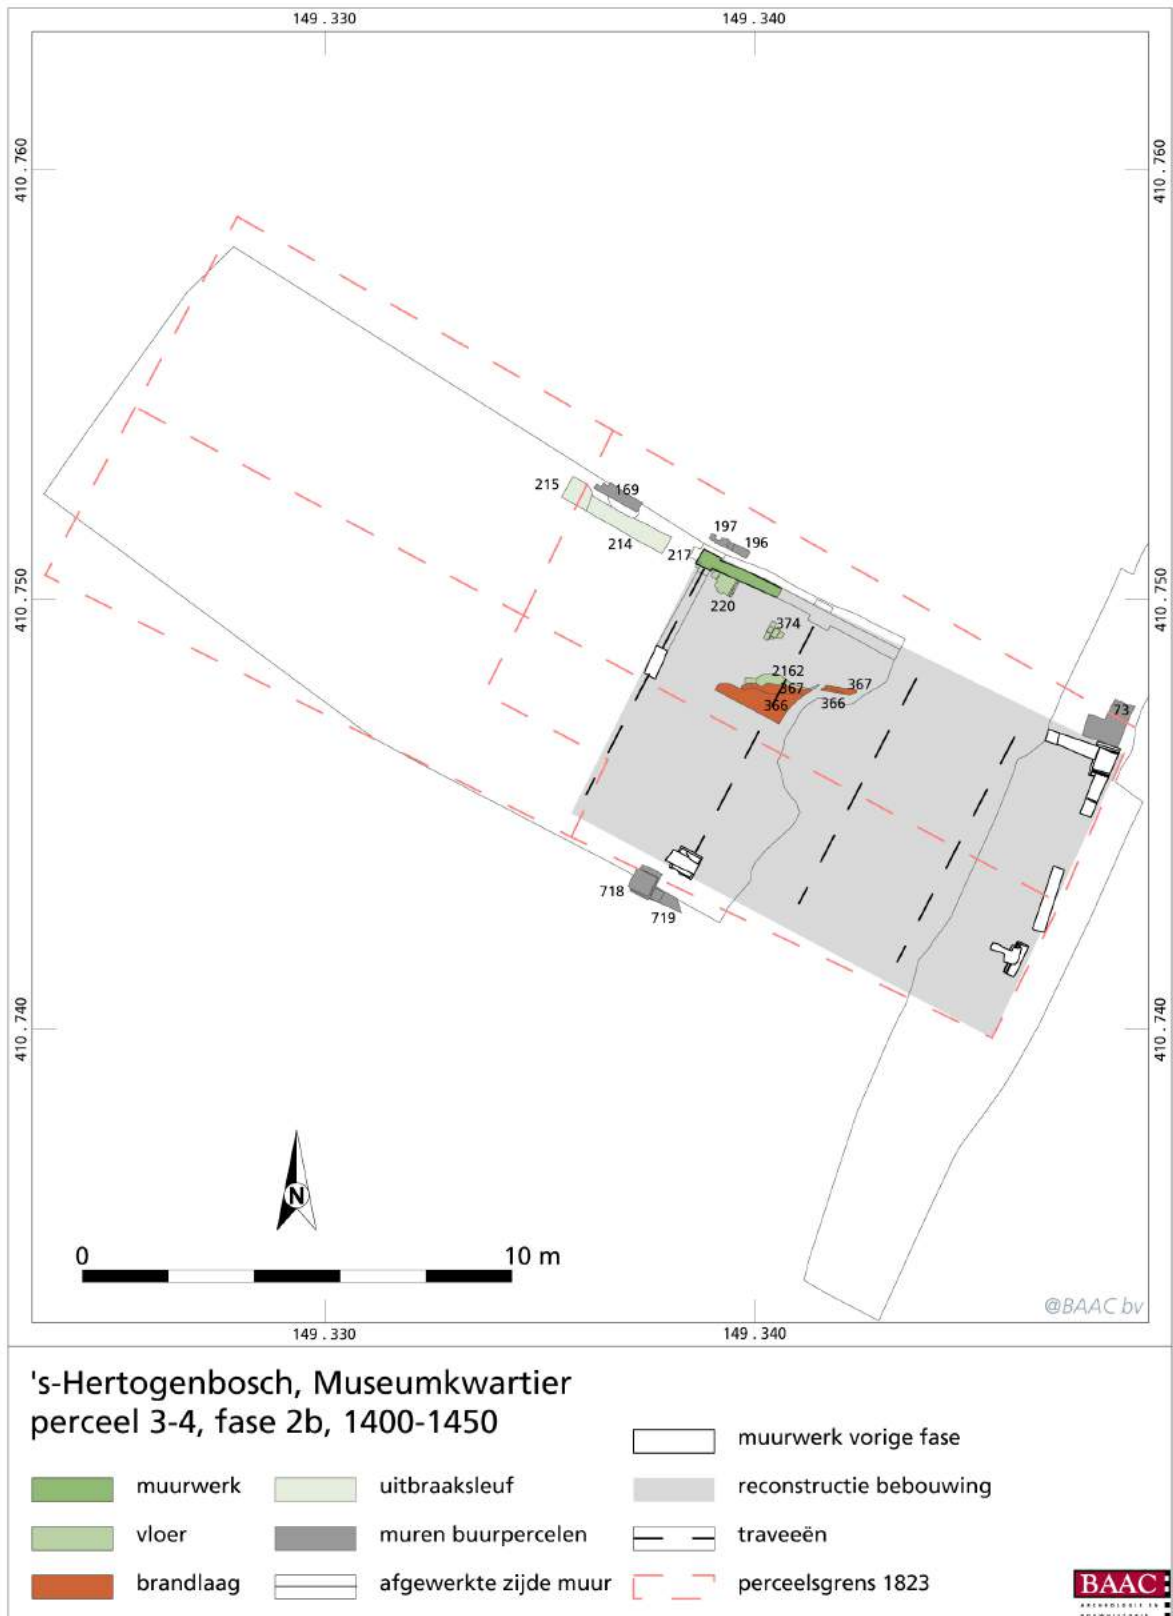 149.330
149.340
410.760
410.760
215
169
197
196
214
217
410.750
410.750
220
374
2162
367
367
366
366
73
718
719
410.740
410.740
N
0
10 m
@BAAC bv
149.330
149.340
's-Hertogenbosch, Museumkwartier
perceel 3-4, fase 2b, 1400-1450
muurwerk vorige fase
muurwerk
uitbraaksleuf
reconstructie bebouwing
vloer
muren buurpercelen
traveeën
brandlaag
afgewerkte zijde muur
perceelsgrens 1823
BAAC